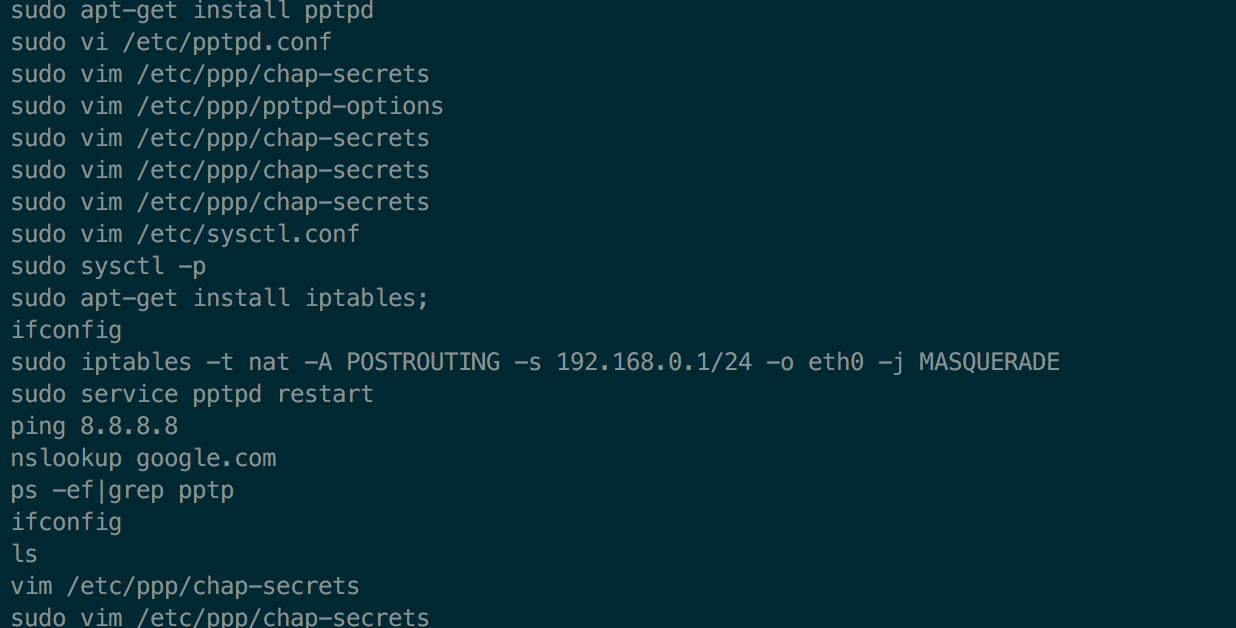 sudo apt-get install pptpd
sudo vi /etc/pptpd.conf
sudo vim /etc/ppp/chap-secrets
sudo vim /etc/ppp/pptpd-options
sudo vim /etc/ppp/chap-secrets
sudo vim /etc/ppp/chap-secrets
sudo vim /etc/ppp/chap-secrets
sudo vim /etc/sysctl.conf
sudo sysctl -p
sudo apt-get install iptables;
ifconfig
sudo iptables -t nat -A POSTROUTING -s 192.168.0.1/24 -o eth0 -j MASQUERADE
sudo service pptpd restart
ping 8.8.8.8
nslookup google.com
ps -ef|grep pptp
ifconfig
ls
vim /etc/ppp/chap-secrets
sudo vim /etc/ppp/chap-secrets